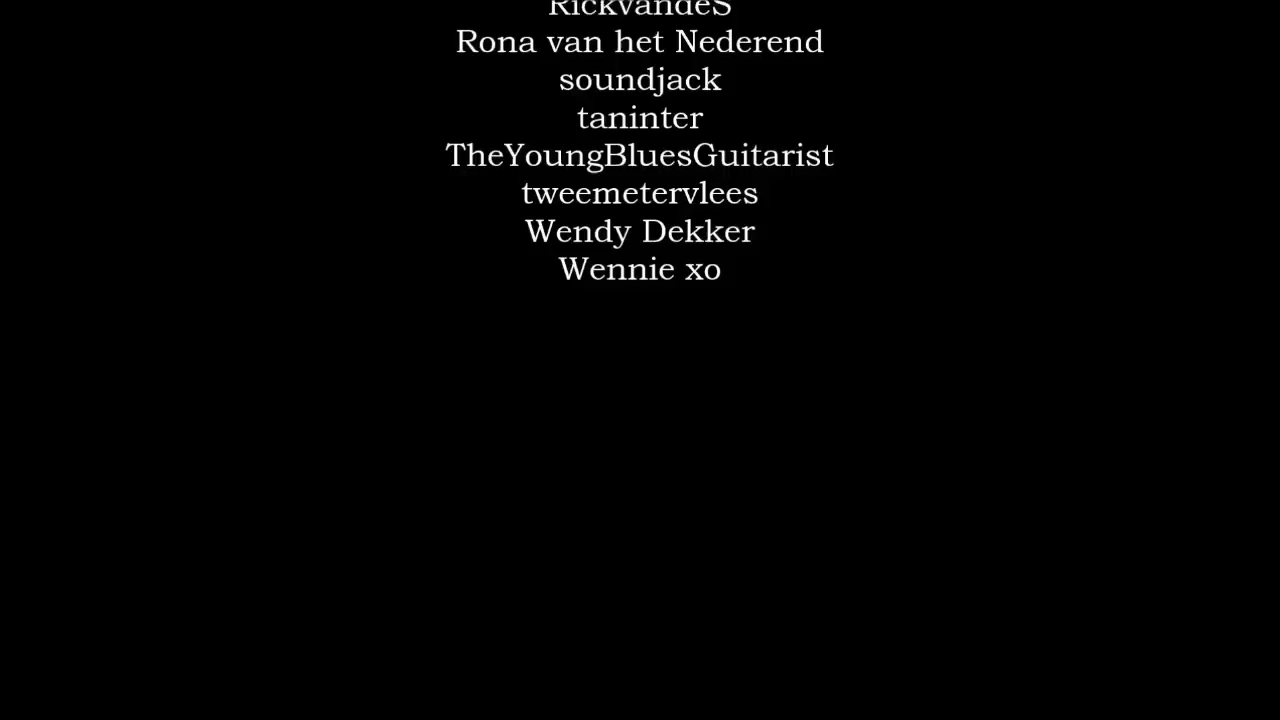 RickvandeS
Rona van het Nederend
soundjack
taninter
TheYoungBluesGuitarist
tweemetervlees
Wendy Dekker
Wennie xo